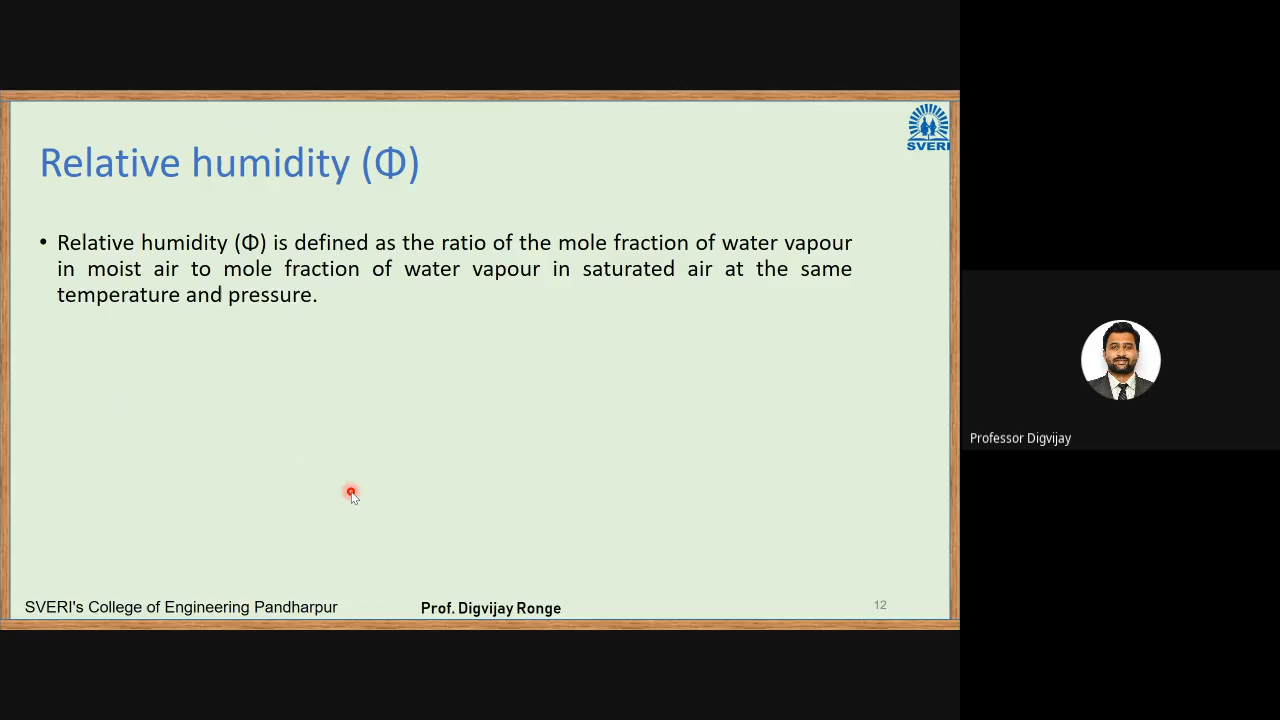 SVERI
Relative humidity (Φ)
• Relative humidity (Φ) is defined as the ratio of the mole fraction of water vapour
in moist air to mole fraction of water vapour in saturated air at the same
temperature and pressure.
Professor Digvijay
SVERI's College of Engineering Pandharpur
Prof. Digvijay Ronge
12